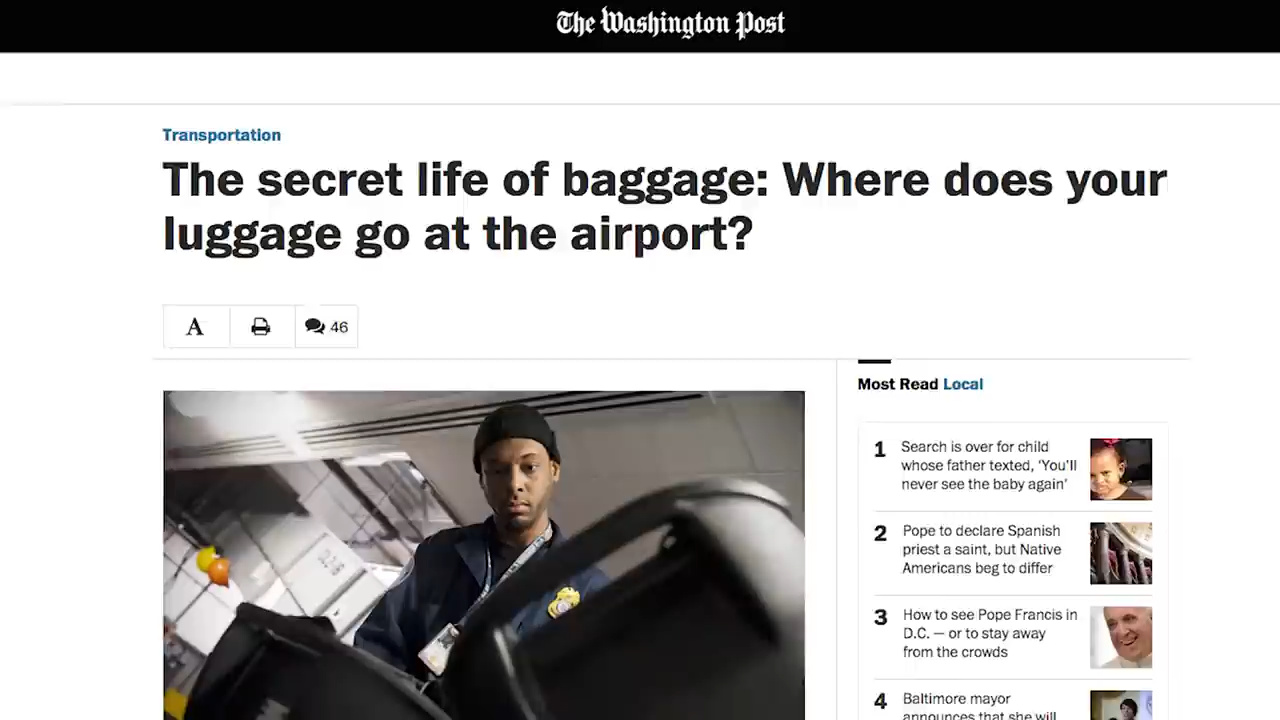 The Washington Post
Transportation
The secret life of baggage: Where does your
luggage go at the airport?
A
46
Most Read Local
1
Search is over for child
whose father texted, ‘You’ll
never see the baby again’
2
Pope to declare Spanish
priest a saint, but Native
Americans beg to differ
3
How to see Pope Francis in
D.C. — or to stay away
from the crowds
4
Baltimore mayor
announces that she will